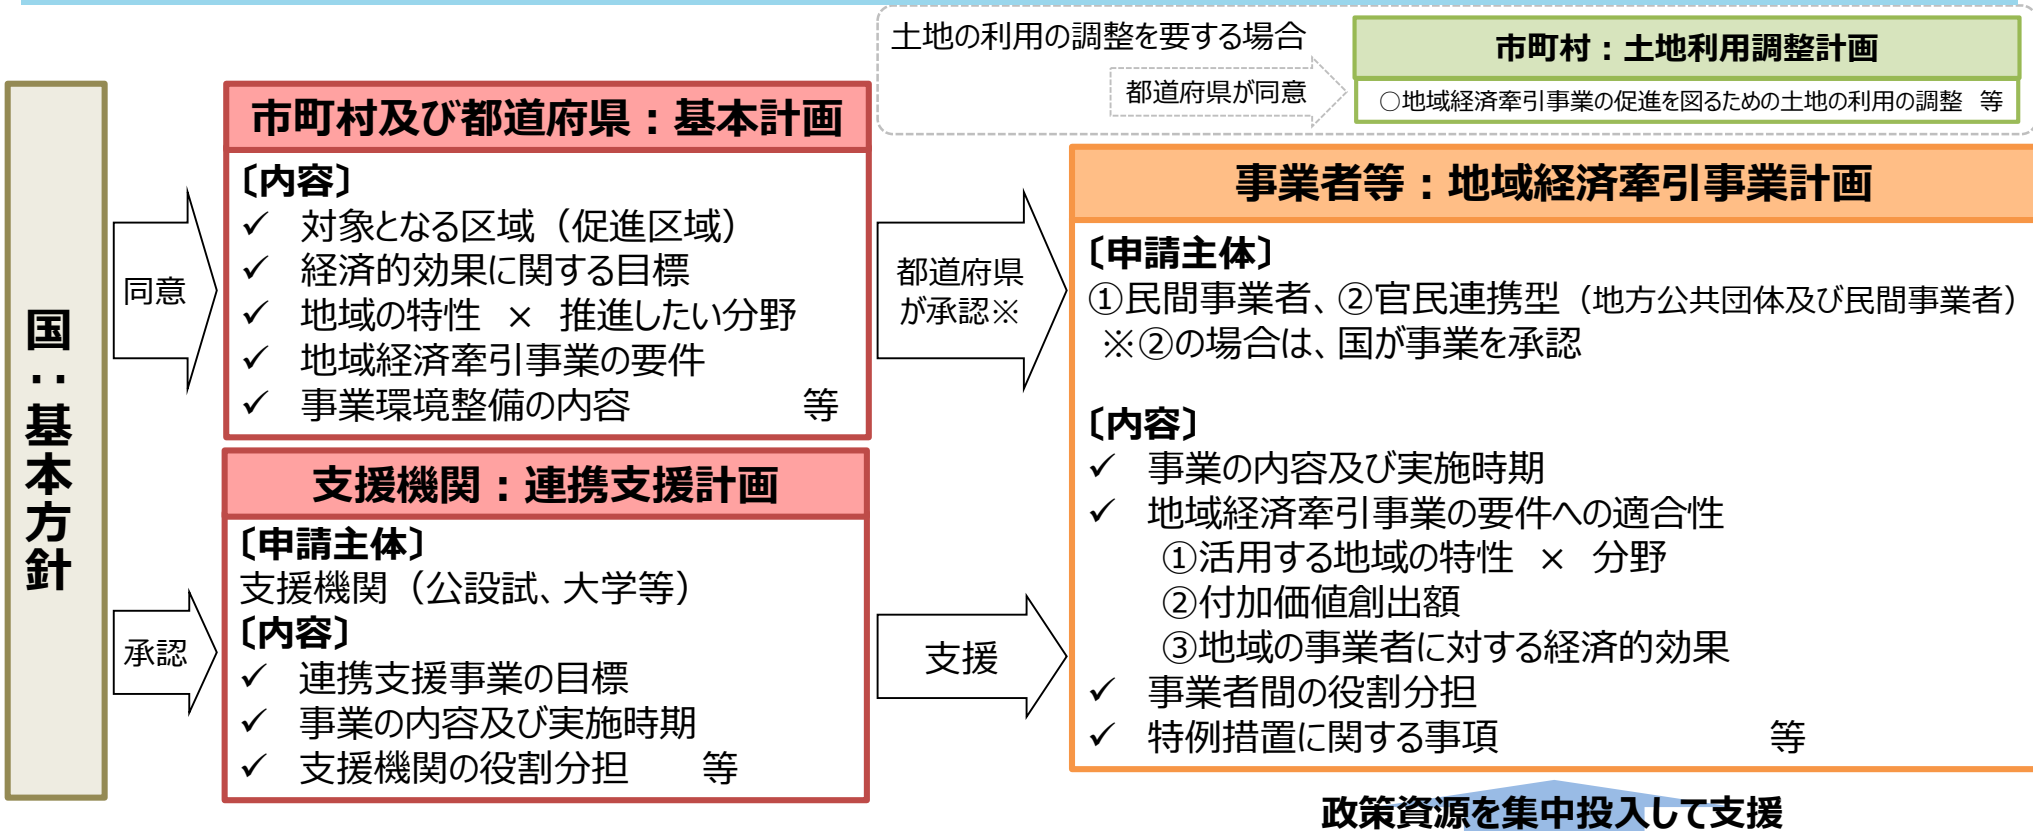 土地の利用の調整を要する場合
都道府県が同意
市町村：土地利用調整計画
○地域経済牽引事業の促進を図るための土地の利用の調整 等
国：基本方針
同意
承認
市町村及び都道府県：基本計画
〔内容〕
✓ 対象となる区域（促進区域）
✓ 経済的効果に関する目標
✓ 地域の特性 × 推進したい分野
✓ 地域経済牽引事業の要件
✓ 事業環境整備の内容 等
支援機関：連携支援計画
〔申請主体〕
支援機関（公設試、大学等）
〔内容〕
✓ 連携支援事業の目標
✓ 事業の内容及び実施時期
✓ 支援機関の役割分担 等
都道府県
が承認※
支援
事業者等：地域経済牽引事業計画
〔申請主体〕
①民間事業者、②官民連携型（地方公共団体及び民間事業者）
※②の場合は、国が事業を承認
〔内容〕
✓ 事業の内容及び実施時期
✓ 地域経済牽引事業の要件への適合性
①活用する地域の特性 × 分野
②付加価値創出額
③地域の事業者に対する経済的効果
✓ 事業者間の役割分担
✓ 特例措置に関する事項 等
政策資源を集中投入して支援